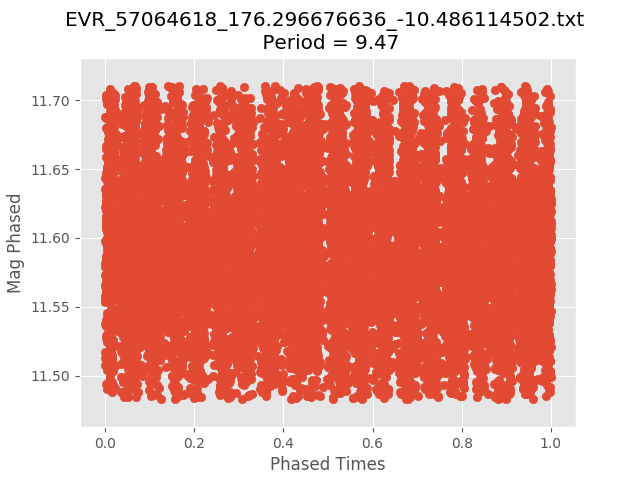 EVR_57064618_176.296676636_-10.486114502.txt
Period = 9.47
11.70
11.65
11.60
11.55
11.50
Mag Phased
0.0 0.2 0.4 0.6 0.8 1.0
Phased Times